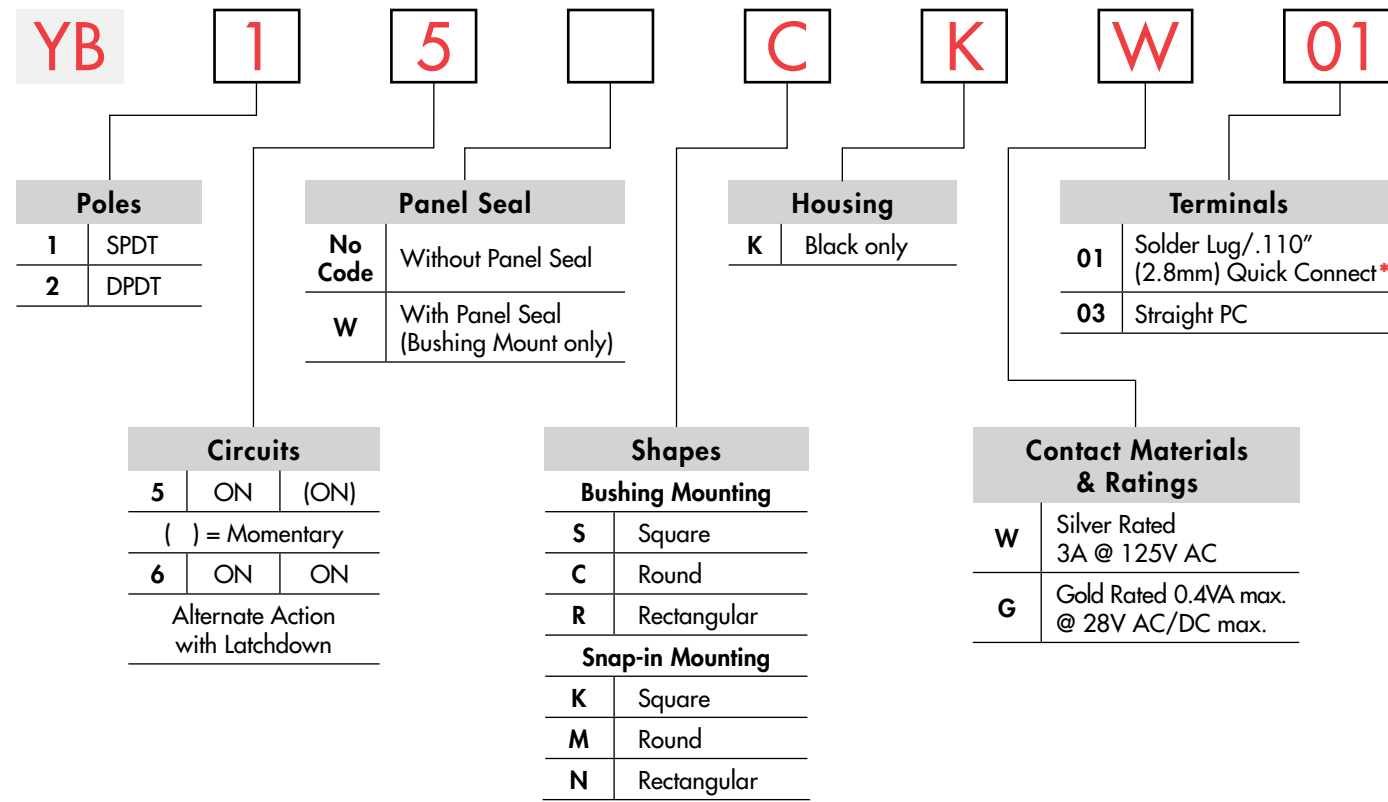 YB 1 5 C K W 01
Poles
1 SPDT
2 DPDT
Panel Seal
No Code Without Panel Seal
W With Panel Seal
(Bushing Mount only)
Housing
K Black only
Terminals
01 Solder Lug/.110"
(2.8mm) Quick Connect*
03 Straight PC
Circuits
5 ON (ON)
( ) = Momentary
6 ON ON
Alternate Action
with Latchdown
Shapes
Bushing Mounting
S Square
C Round
R Rectangular
Snap-in Mounting
K Square
M Round
N Rectangular
Contact Materials
& Ratings
W Silver Rated
3A @ 125V AC
G Gold Rated 0.4VA max.
@ 28V AC/DC max.